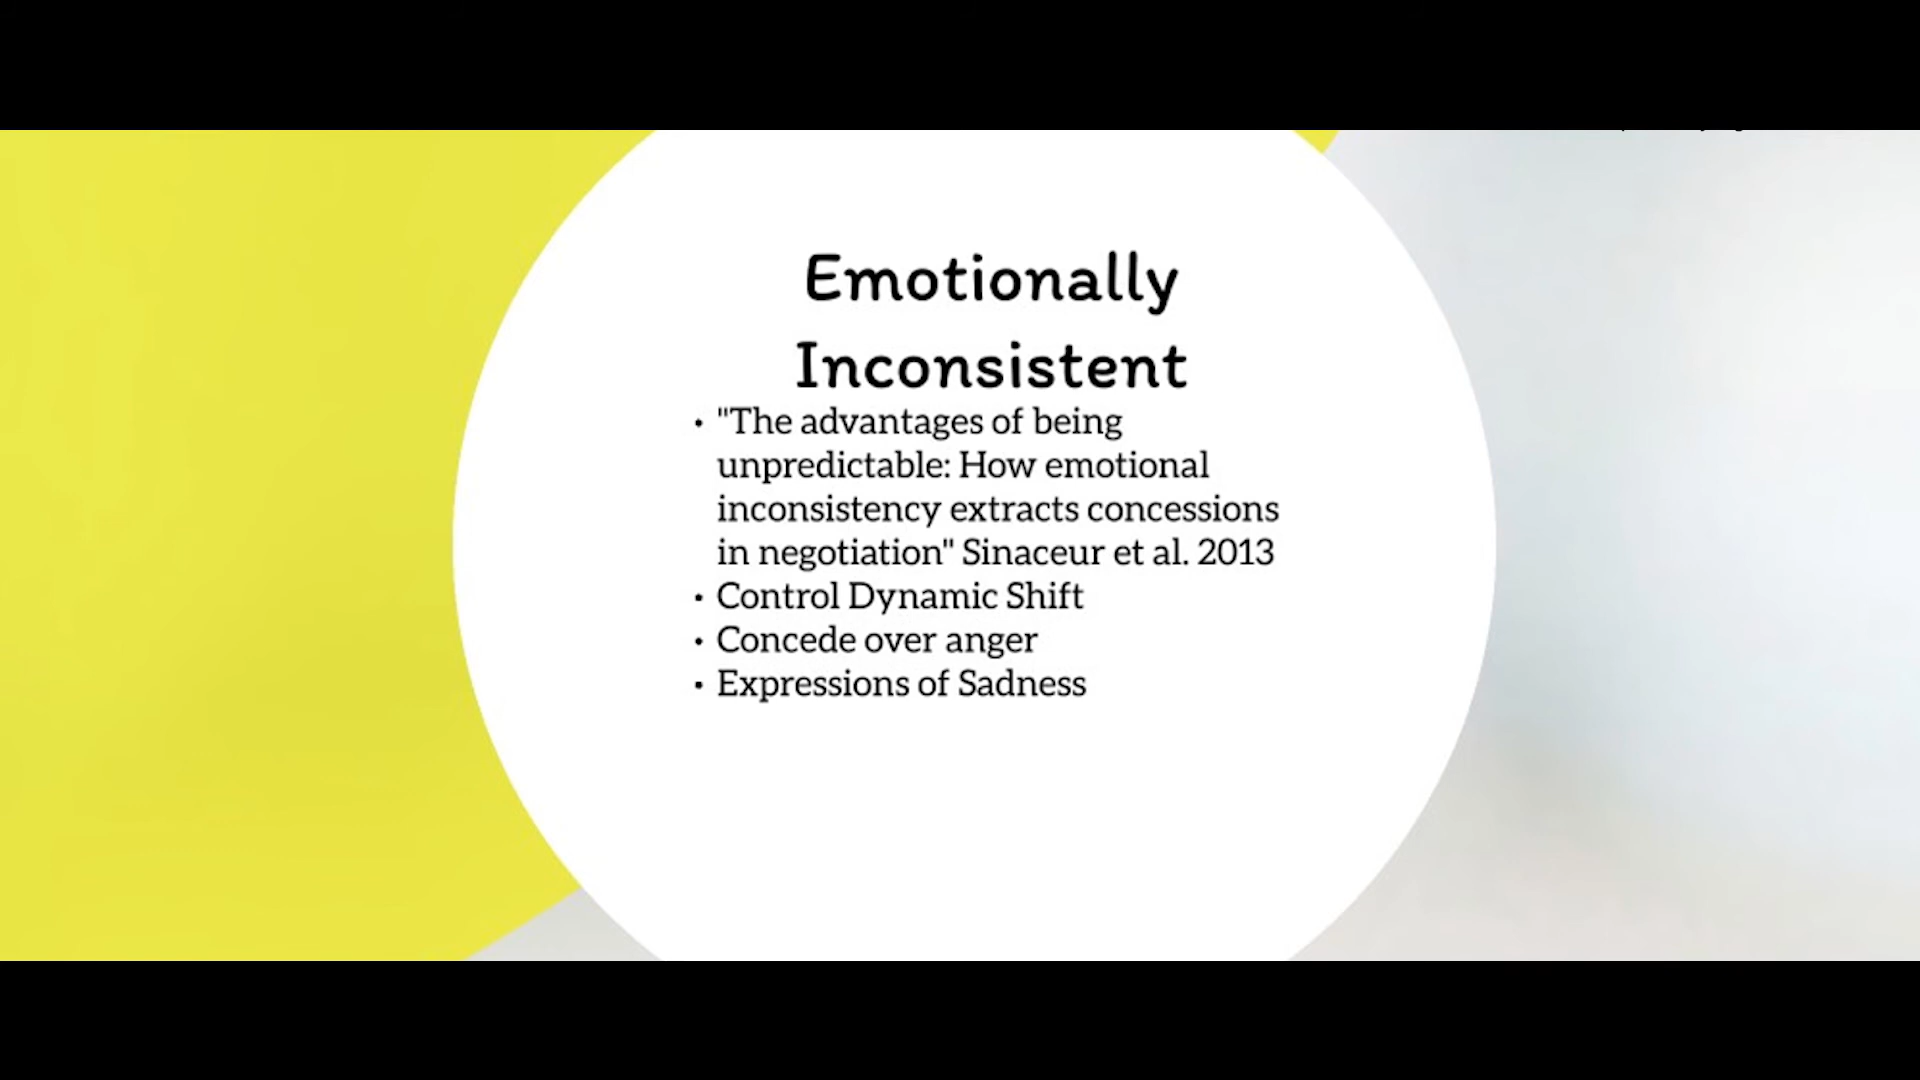 Emotionally
Inconsistent
• "The advantages of being
unpredictable: How emotional
inconsistency extracts concessions
in negotiation" Sinaceur et al. 2013
• Control Dynamic Shift
• Concede over anger
• Expressions of Sadness